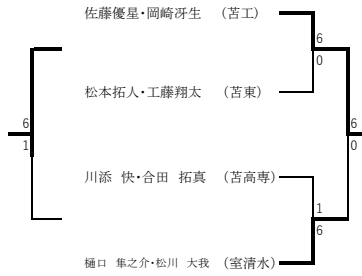 佐藤優星・岡崎冴生 (苫工)
6
0
松本拓人・工藤翔太 (苫東)
6
1
6
0
川添 快・合田 拓真 (苫高専)
1
6
樋口 隼之介・松川 大我 (室清水)